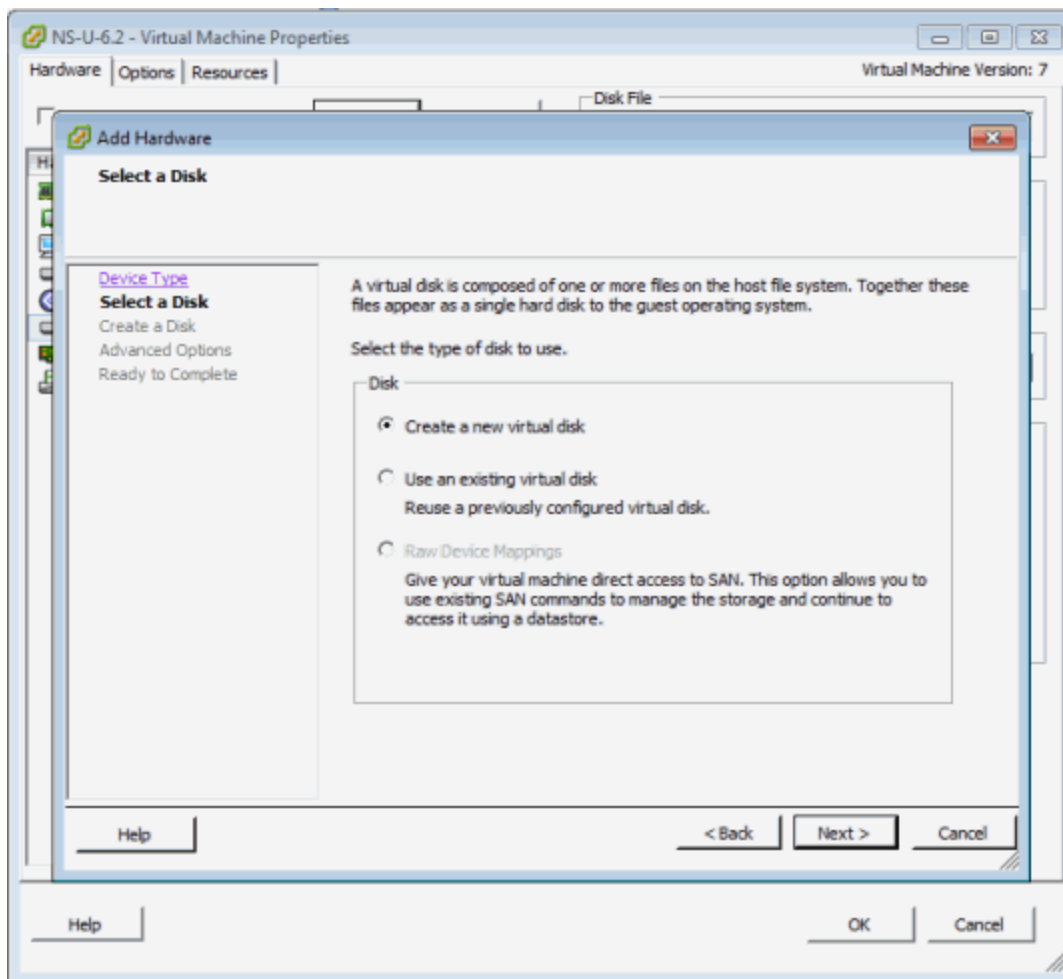 NS-U-6.2 - Virtual Machine Properties
Hardware Options Resources Virtual Machine Version: 7
Disk File
Add Hardware
Select a Disk
Device Type
Select a Disk
Create a Disk
Advanced Options
Ready to Complete
A virtual disk is composed of one or more files on the host file system. Together these
files appear as a single hard disk to the guest operating system.
Select the type of disk to use.
Disk
Create a new virtual disk
Use an existing virtual disk
Reuse a previously configured virtual disk.
Raw Device Mappings
Give your virtual machine direct access to SAN. This option allows you to
use existing SAN commands to manage the storage and continue to
access it using a datastore.
Help < Back Next > Cancel
Help OK Cancel